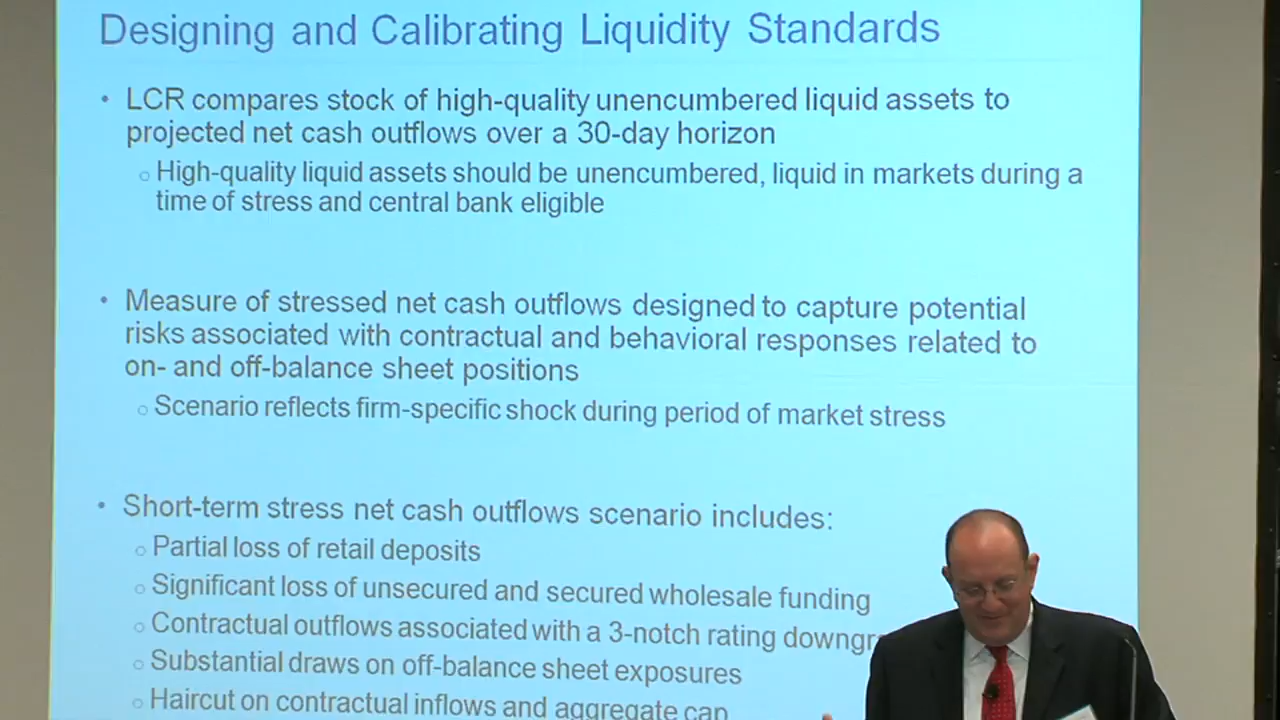 Designing and Calibrating Liquidity Standards
• LCR compares stock of high-quality unencumbered liquid assets to
projected net cash outflows over a 30-day horizon
○ High-quality liquid assets should be unencumbered, liquid in markets during a
time of stress and central bank eligible
• Measure of stressed net cash outflows designed to capture potential
risks associated with contractual and behavioral responses related to
on- and off-balance sheet positions
○ Scenario reflects firm-specific shock during period of market stress
• Short-term stress net cash outflows scenario includes:
○ Partial loss of retail deposits
○ Significant loss of unsecured and secured wholesale funding
○ Contractual outflows associated with a 3-notch rating downgr
○ Substantial draws on off-balance sheet exposures
○ Haircut on contractual inflows and aggregate cap